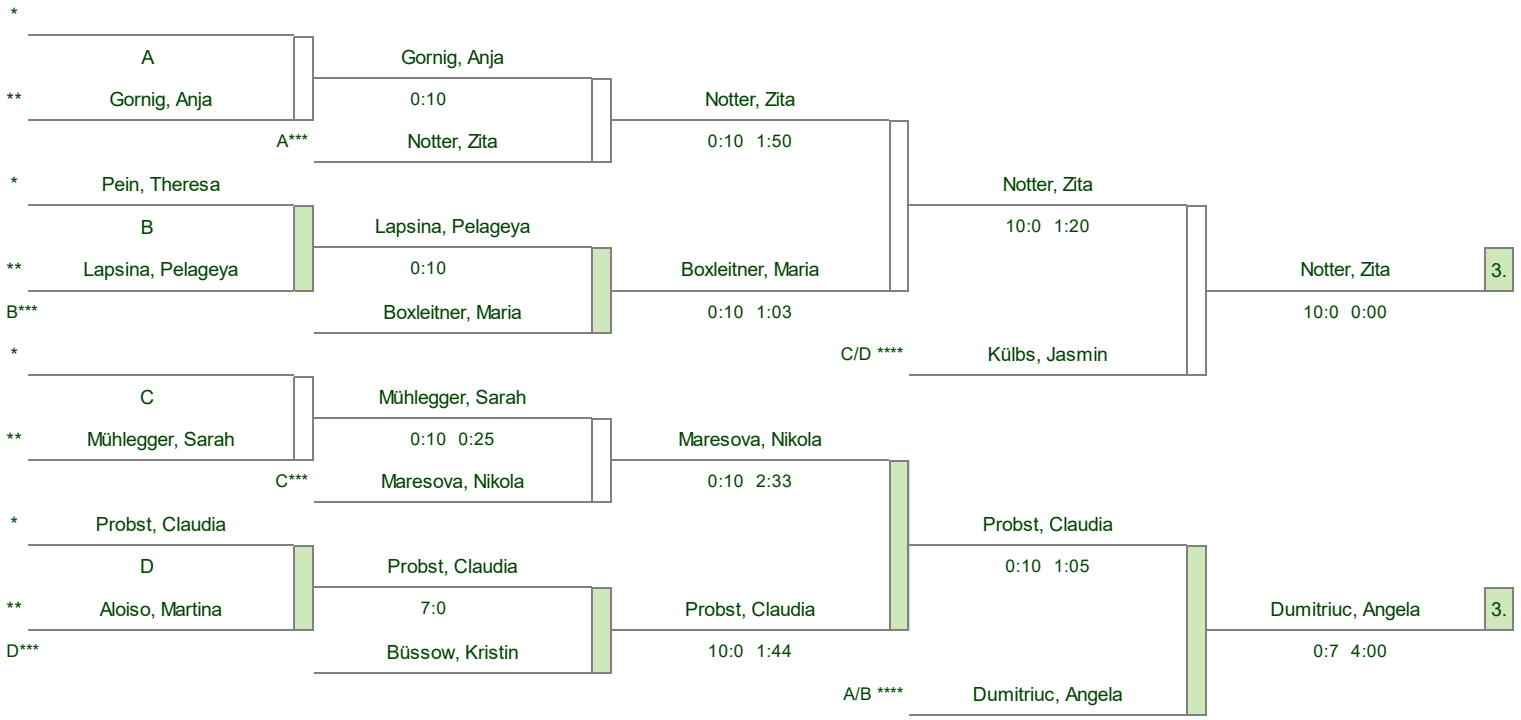 *
A
Gornig, Anja
** Gornig, Anja
0:10
Notter, Zita
A***
Notter, Zita
0:10 1:50
* Pein, Theresa
Notter, Zita
B
Lapsina, Pelageya
10:0 1:20
** Lapsina, Pelageya
0:10
Boxleitner, Maria
Notter, Zita
3.
B***
Boxleitner, Maria
0:10 1:03
10:0 0:00
*
C/D ****
Külbs, Jasmin
C
Mühlegger, Sarah
** Mühlegger, Sarah
0:10 0:25
Maresova, Nikola
C***
Maresova, Nikola
0:10 2:33
* Probst, Claudia
Probst, Claudia
D
Probst, Claudia
0:10 1:05
** Aloiso, Martina
7:0
Probst, Claudia
Dumitriuc, Angela
3.
D***
Büssow, Kristin
10:0 1:44
0:7 4:00
A/B ****
Dumitriuc, Angela